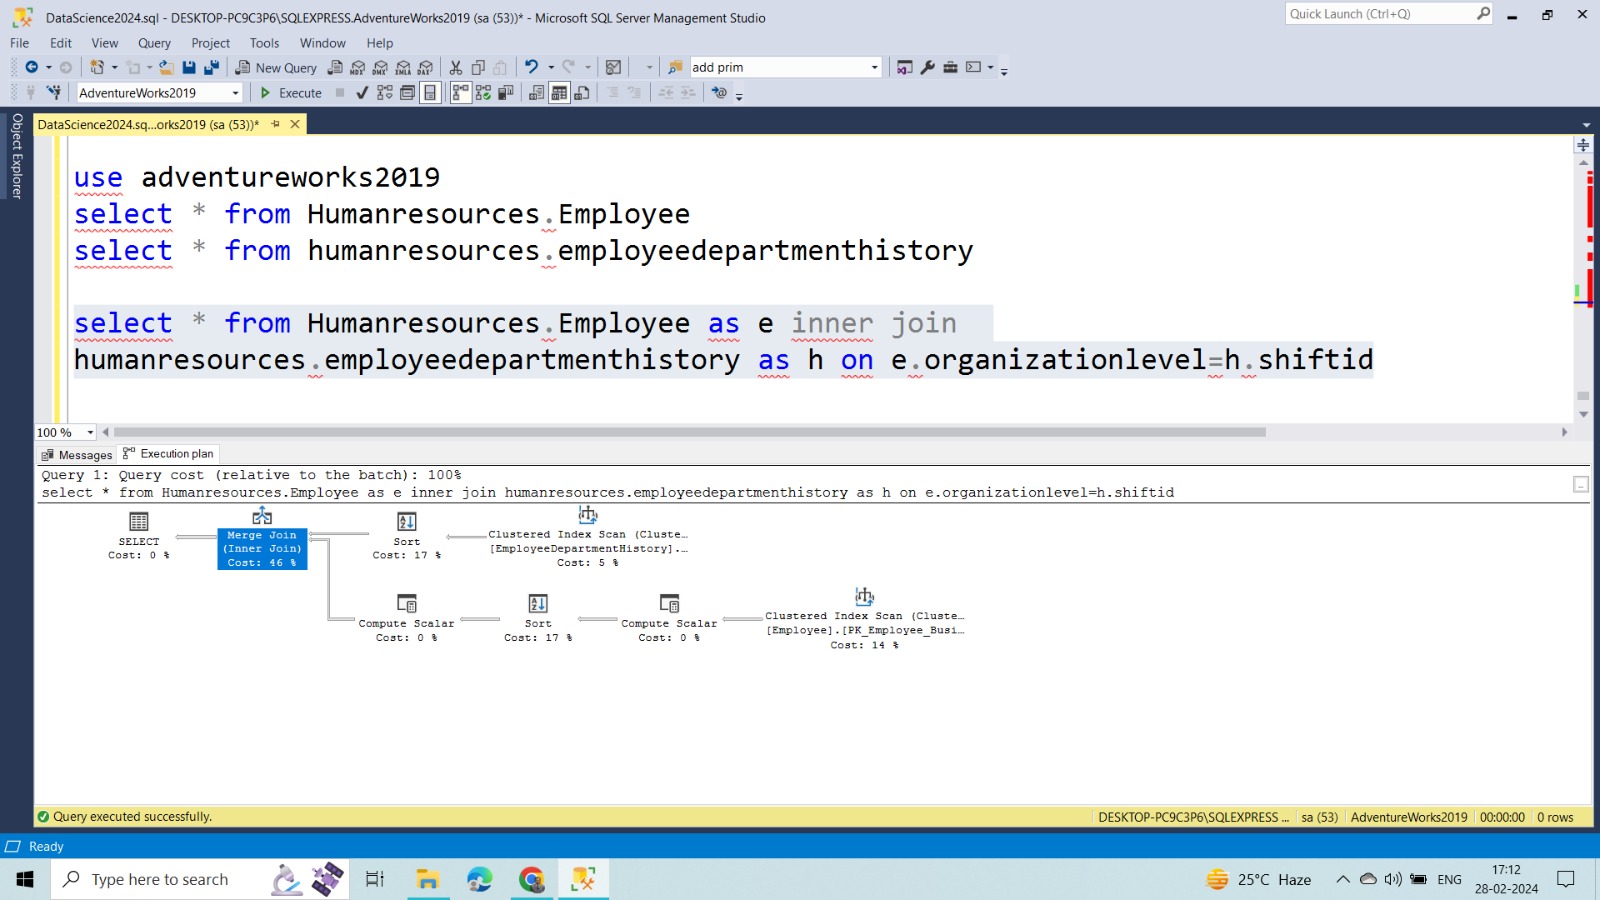 DataScience2024.sql - DESKTOP-PC9C3P6\SQLEXPRESS.AdventureWorks2019 (sa (53))* - Microsoft SQL Server Management Studio
Quick Launch (Ctrl+Q)
File Edit View Query Project Tools Window Help
New Query
MDX DMX XMLA DAX
add prim
AdventureWorks2019
Execute
Object Explorer
DataScience2024.sq...orks2019 (sa (53))*
use adventureworks2019
select * from Humanresources.Employee
select * from humanresources.employeedepartmenthistory
select * from Humanresources.Employee as e inner join
humanresources.employeedepartmenthistory as h on e.organizationlevel=h.shiftid
100 %
Messages Execution plan
Query 1: Query cost (relative to the batch): 100%
select * from Humanresources.Employee as e inner join humanresources.employeedepartmenthistory as h on e.organizationlevel=h.shiftid
SELECT
Cost: 0 %
Merge Join
(Inner Join)
Cost: 46 %
Sort
Cost: 17 %
Clustered Index Scan (Cluste…
[EmployeeDepartmentHistory].…
Cost: 5 %
Compute Scalar
Cost: 0 %
Sort
Cost: 17 %
Compute Scalar
Cost: 0 %
Clustered Index Scan (Cluste…
[Employee].[PK_Employee_Busi…
Cost: 14 %
Query executed successfully.
DESKTOP-PC9C3P6\SQLEXPRESS ... sa (53) AdventureWorks2019 00:00:00 0 rows
Ready
Type here to search
25°C Haze
ENG
17:12
28-02-2024